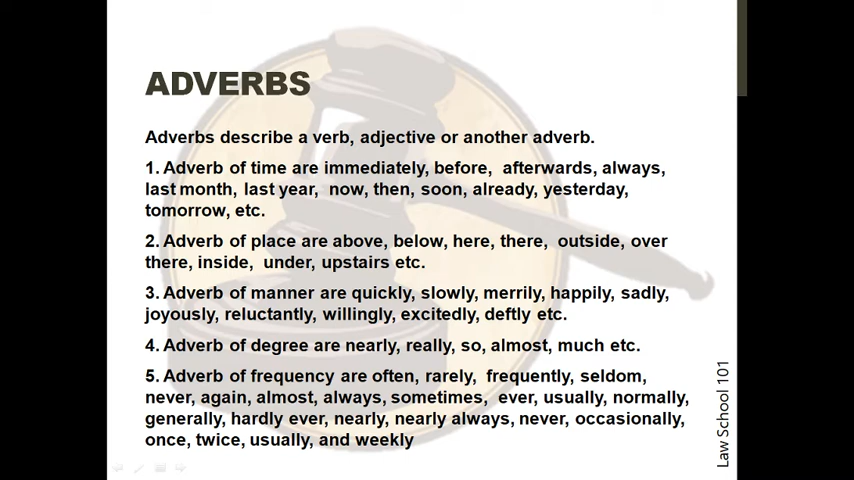 ADVERBS
Adverbs describe a verb, adjective or another adverb.
1. Adverb of time are immediately, before, afterwards, always,
last month, last year, now, then, soon, already, yesterday,
tomorrow, etc.
2. Adverb of place are above, below, here, there, outside, over
there, inside, under, upstairs etc.
3. Adverb of manner are quickly, slowly, merrily, happily, sadly,
joyously, reluctantly, willingly, excitedly, deftly etc.
4. Adverb of degree are nearly, really, so, almost, much etc.
5. Adverb of frequency are often, rarely, frequently, seldom,
never, again, almost, always, sometimes, ever, usually, normally,
generally, hardly ever, nearly, nearly always, never, occasionally,
once, twice, usually, and weekly
Law School 101